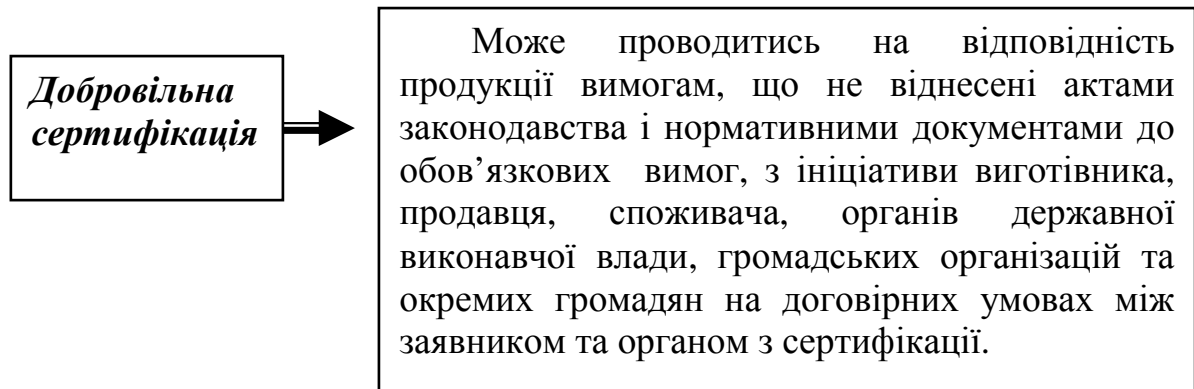 Добровільна
сертифікація
Може проводитись на відповідність
продукції вимогам, що не віднесені актами
законодавства і нормативними документами до
обов’язкових вимог, з ініціативи виготівника,
продавця, споживача, органів державної
виконавчої влади, громадських організацій та
окремих громадян на договірних умовах між
заявником та органом з сертифікації.